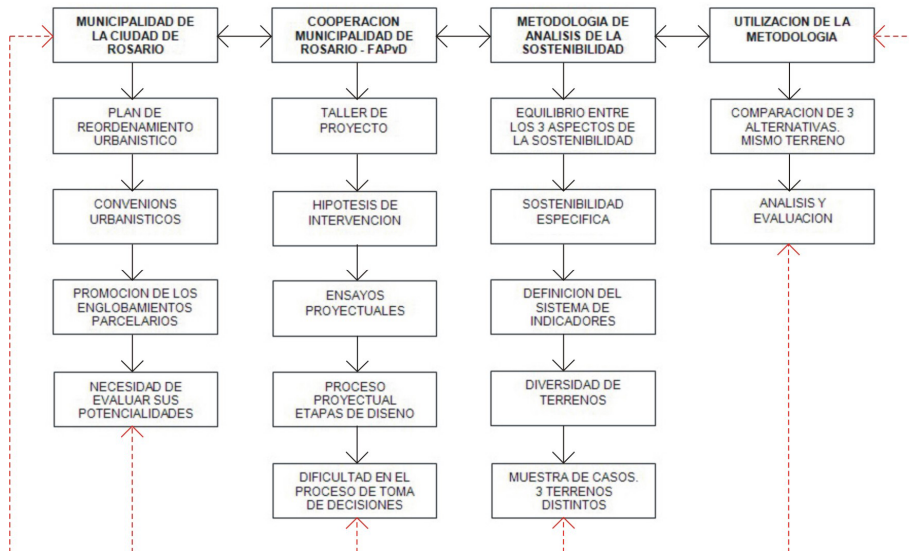 MUNICIPALIDAD DE
LA CIUDAD DE
ROSARIO
COOPERACION
MUNICIPALIDAD DE
ROSARIO - FAPvD
METODOLOGIA DE
ANALISIS DE LA
SOSTENIBILIDAD
UTILIZACION DE LA
METODOLOGIA
PLAN DE
REORDENAMIENTO
URBANISTICO
TALLER DE
PROYECTO
EQUILIBRIO ENTRE
LOS 3 ASPECTOS DE
LA SOSTENIBILIDAD
COMPARACION DE 3
ALTERNATIVAS.
MISMO TERRENO
CONVENIONS
URBANISTICOS
HIPOTESIS DE
INTERVENCION
SOSTENIBILIDAD
ESPECIFICA
ANALISIS Y
EVALUACION
PROMOCION DE LOS
ENGLOBAMIENTOS
PARCELARIOS
ENSAYOS
PROYECTUALES
DEFINICION DEL
SISTEMA DE
INDICADORES
NECESIDAD DE
EVALUAR SUS
POTENCIALIDADES
PROCESO
PROYECTUAL
ETAPAS DE DISENO
DIVERSIDAD DE
TERRENOS
DIFICULTAD EN EL
PROCESO DE TOMA
DE DECISIONES
MUESTRA DE CASOS.
3 TERRENOS
DISTINTOS